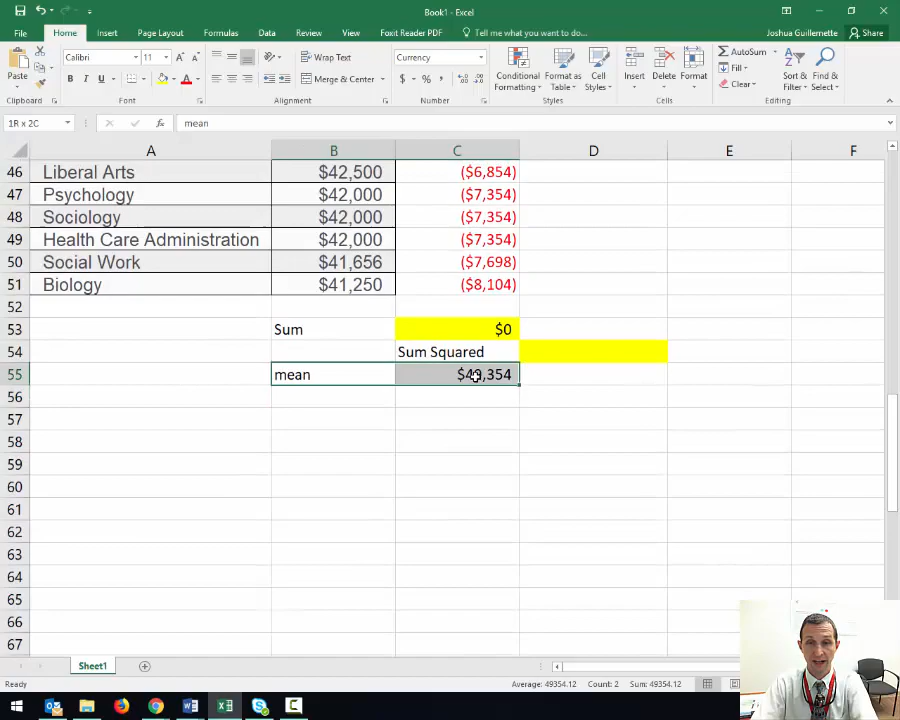 Book1 - Excel
File Home Insert Page Layout Formulas Data Review View Foxit Reader PDF Tell me what you want to do... Joshua Guillemette Share
Paste Calibri 11 A A Wrap Text Currency Conditional Formatting Format as Table Cell Styles Insert Delete Format AutoSum Fill Clear Sort & Filter Find & Select
B I U A Merge & Center $ % ,
Clipboard Font Alignment Number Styles Cells Editing
1R x 2C fx mean
A B C D E F
46 Liberal Arts $42,500 ($6,854)
47 Psychology $42,000 ($7,354)
48 Sociology $42,000 ($7,354)
49 Health Care Administration $42,000 ($7,354)
50 Social Work $41,656 ($7,698)
51 Biology $41,250 ($8,104)
52
53 Sum $0
54 Sum Squared
55 mean $49,354
56
57
58
59
60
61
62
63
64
65
66
67
Sheet1
Ready Average: 49354.12 Count: 2 Sum: 49354.12